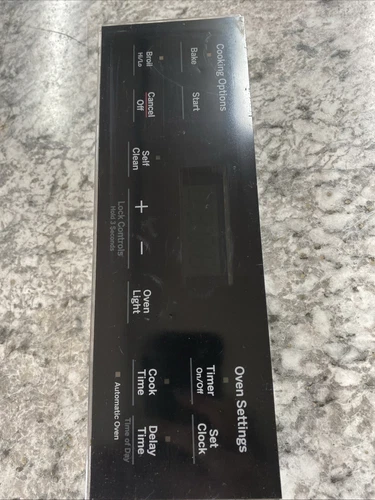 Cooking Options
Bake
Start
Broil
Hi/Lo
Cancel
Off
Self
Clean
+
−
Lock Controls
Hold 3 Seconds
Oven
Light
Oven Settings
Timer
On/Off
Set
Clock
Cook
Time
Delay
Time
Time of Day
Automatic Oven